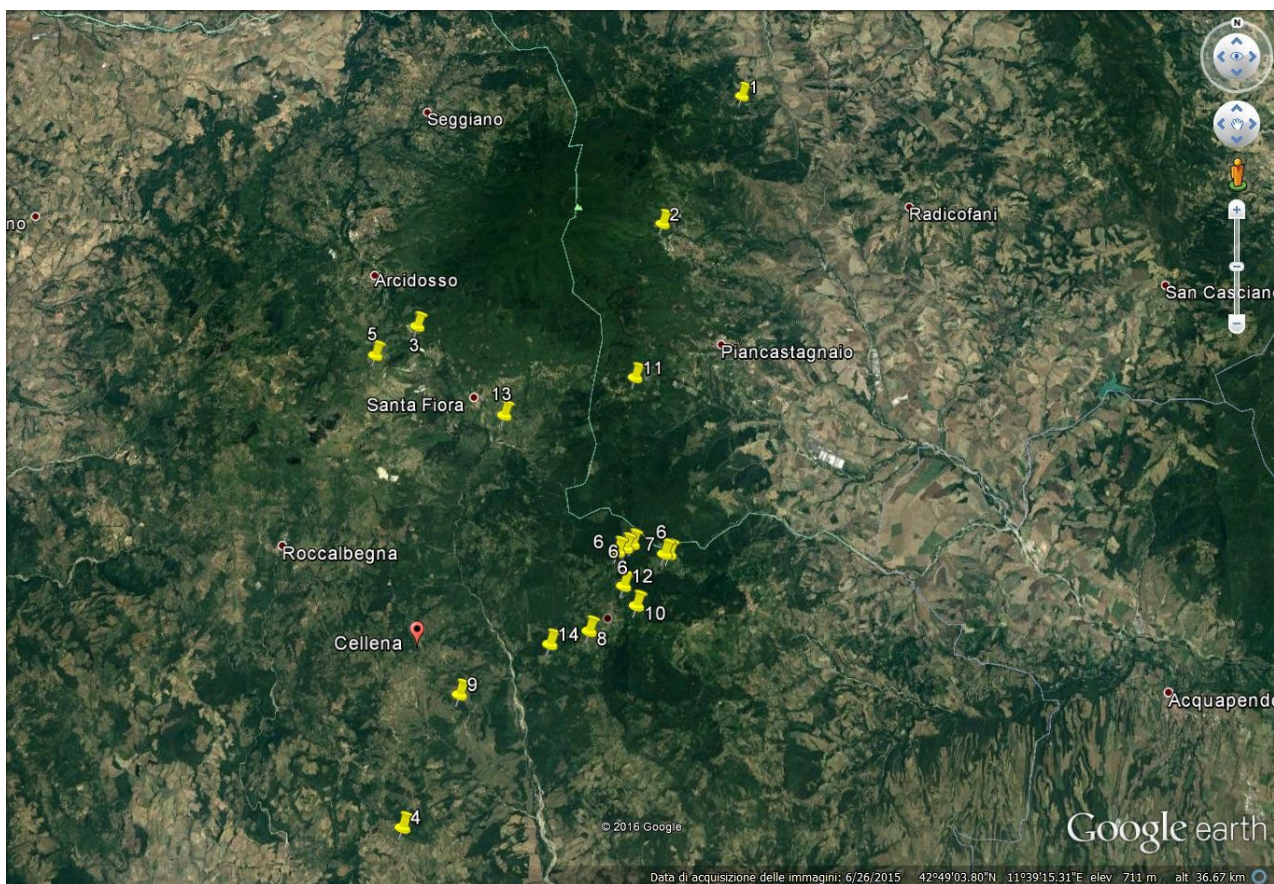 N
1
Seggiano
2
Radicofani
no
Arcidosso
San Casciano
5
3
Piancastagnaio
11
Santa Fiora
13
6
6
7
6
Roccalbegna
6
12
10
14
8
Cellena
9
Acquapende
4
© 2016 Google
Google earth
Data di acquisizione delle immagini: 6/26/2015 42°49'03.80"N 11°39'15.31"E elev 711 m alt 36.67 km